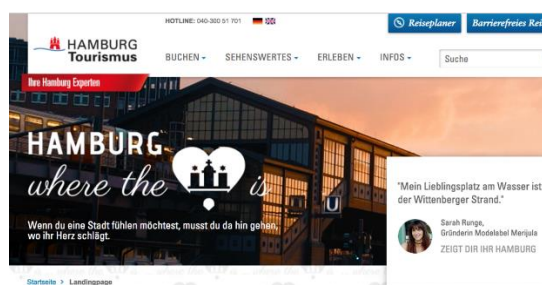 HOTLINE: 040-300 51 701
Reiseplaner
Barrierefreies Rei
HAMBURG
Tourismus
BUCHEN
SEHENSWERTES
ERLEBEN
INFOS
Suche
Ihre Hamburg Experten
HAMBURG
where the
is
U
Wenn du eine Stadt fühlen möchtest, musst du da hin gehen,
wo ihr Herz schlägt.
"Mein Lieblingsplatz am Wasser ist
der Wittenberger Strand."
Sarah Runge,
Gründerin Modelabel Merijula
ZEIGT DIR IHR HAMBURG
Startseite > Landingpage